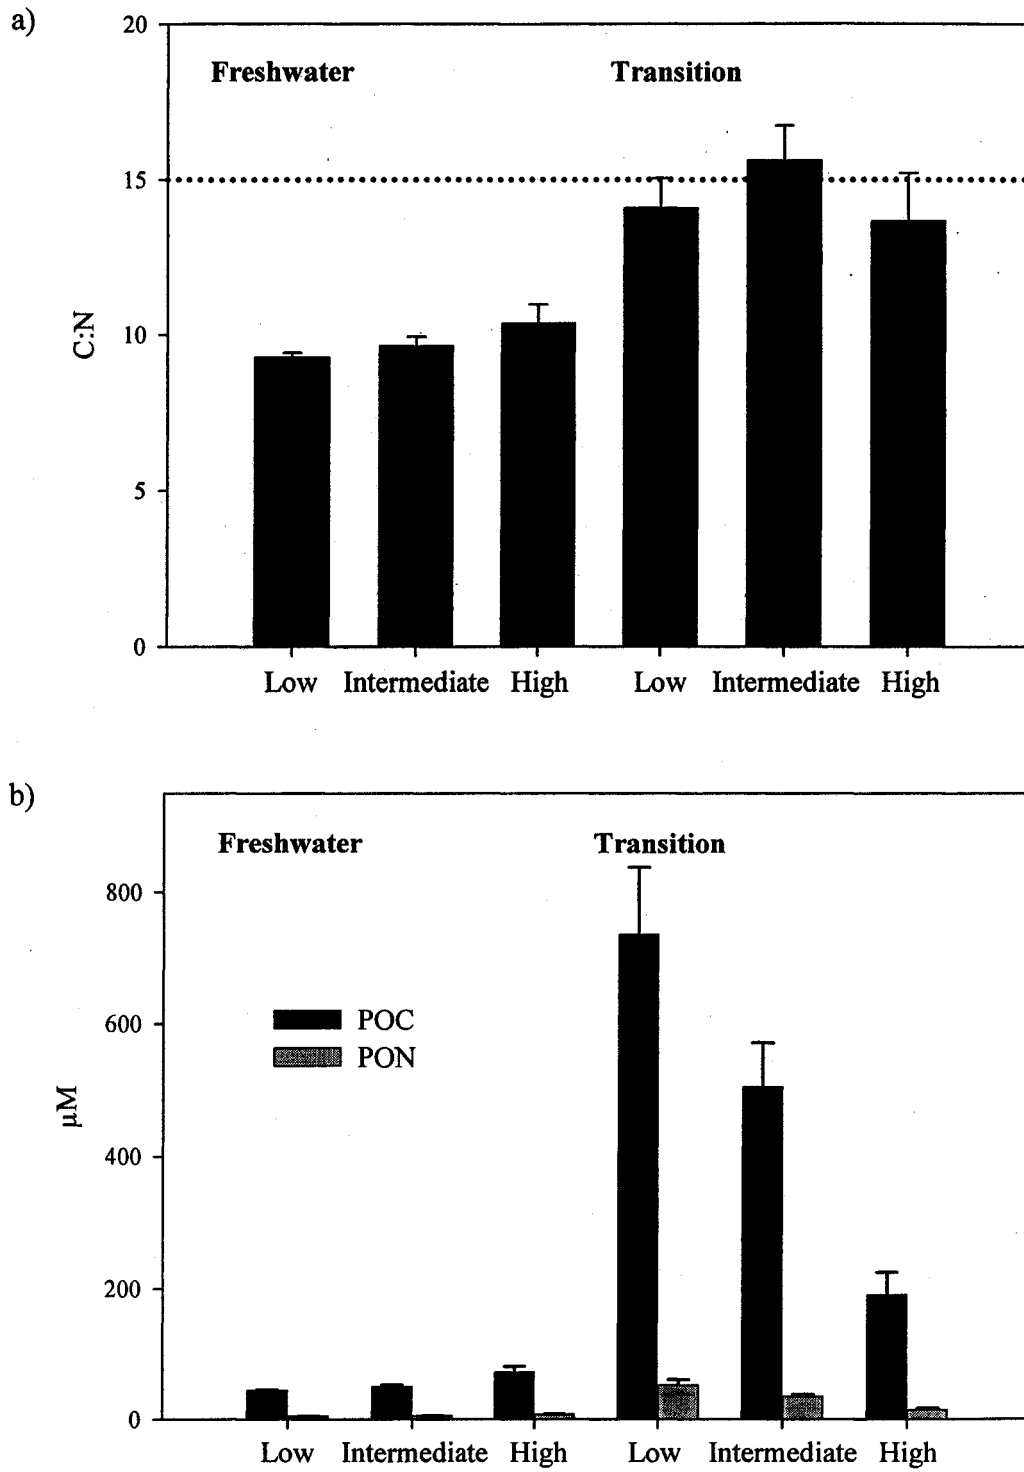 a)
20
Freshwater Transition
15
C:N
10
5
0
Low Intermediate High Low Intermediate High
b)
Freshwater Transition
800
POC
600
PON
µM
400
200
0
Low Intermediate High Low Intermediate High